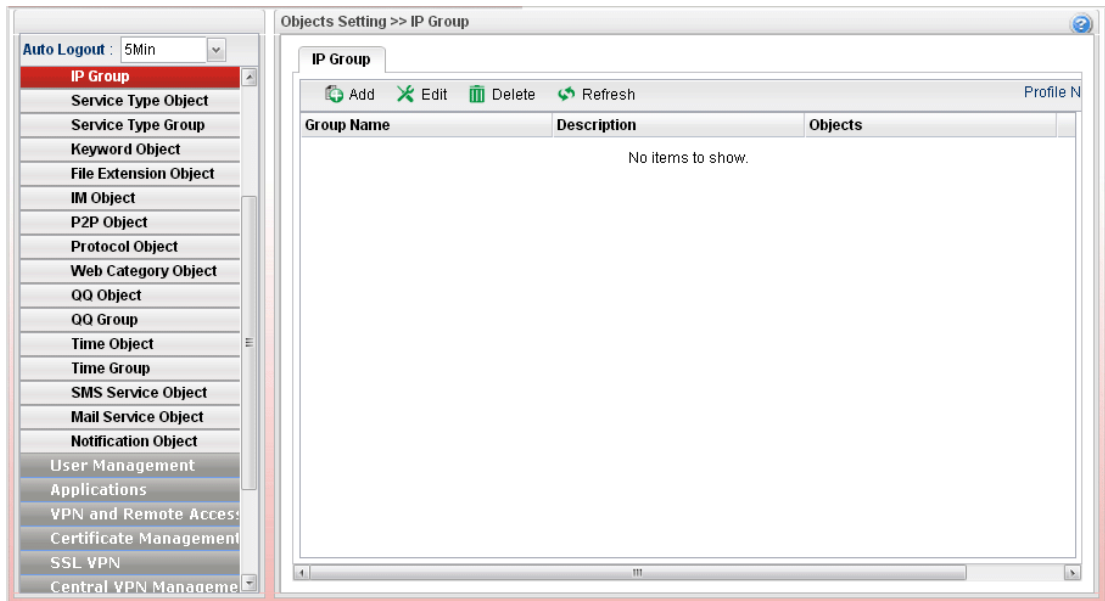 Objects Setting >> IP Group
Auto Logout : 5Min
IP Group
Service Type Object
Service Type Group
Keyword Object
File Extension Object
IM Object
P2P Object
Protocol Object
Web Category Object
QQ Object
QQ Group
Time Object
Time Group
SMS Service Object
Mail Service Object
Notification Object
User Management
Applications
VPN and Remote Acces
Certificate Management
SSL VPN
Central VPN Manageme
IP Group
Add Edit Delete Refresh Profile N
Group Name Description Objects
No items to show.